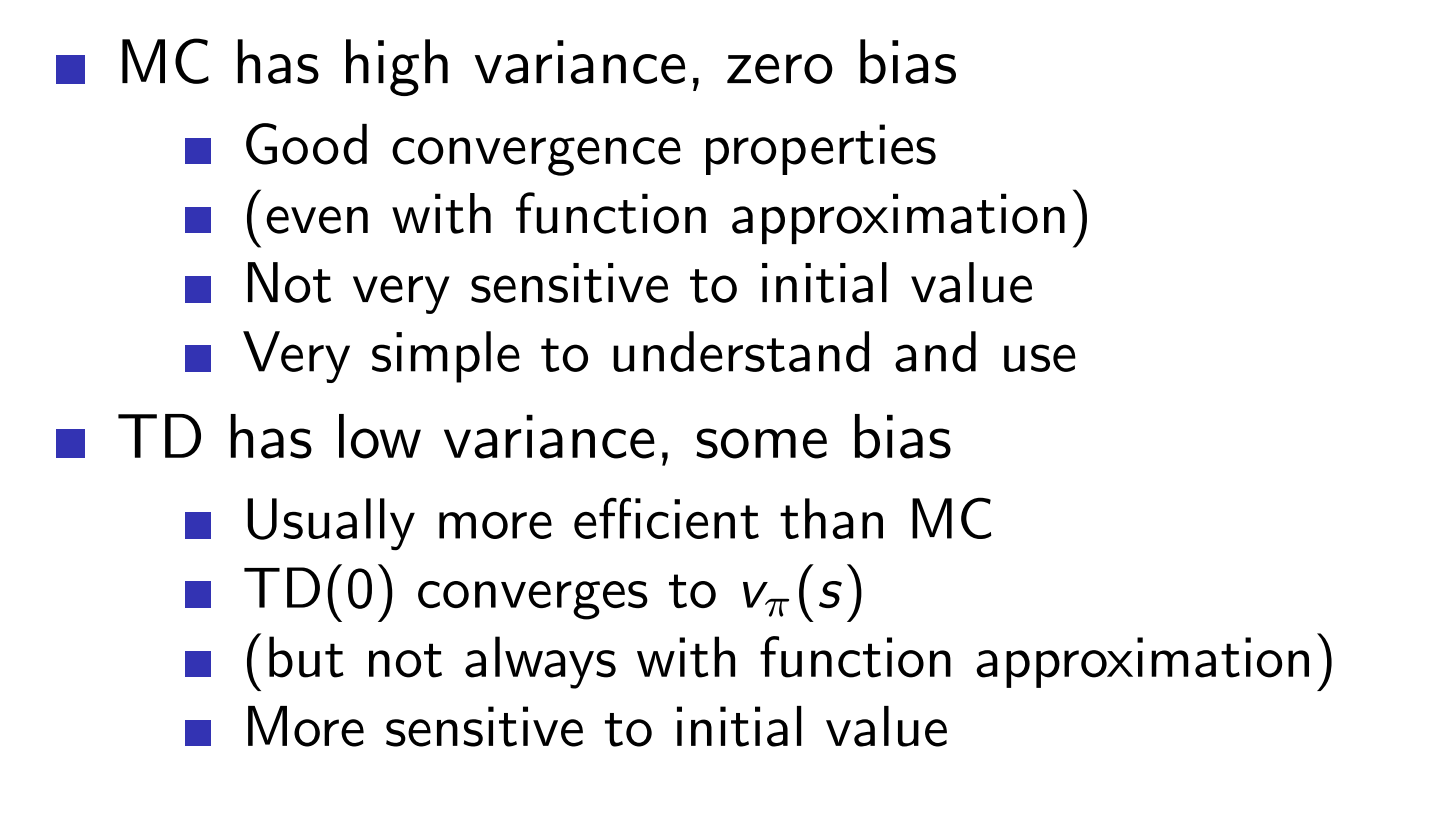 MC has high variance, zero bias
Good convergence properties
(even with function approximation)
Not very sensitive to initial value
Very simple to understand and use
TD has low variance, some bias
Usually more efficient than MC
TD(0) converges to vπ(s)
(but not always with function approximation)
More sensitive to initial value